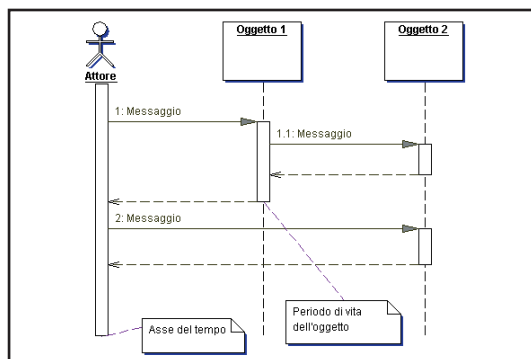 Oggetto 1
Oggetto 2
Attore
1: Messaggio
1.1: Messaggio
2: Messaggio
Asse del tempo
Periodo di vita
dell'oggetto